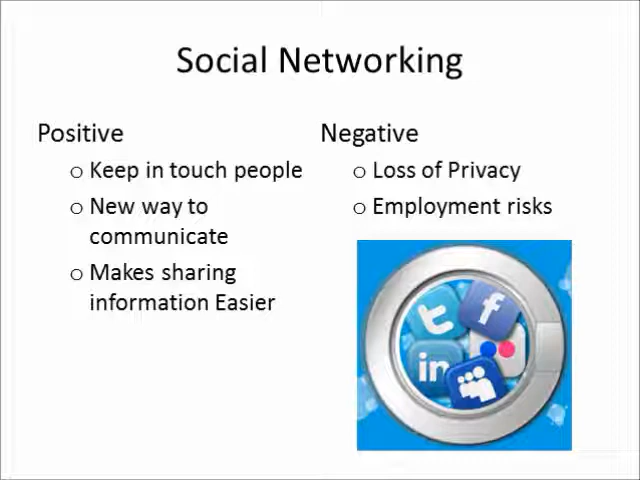 Social Networking
Positive
o Keep in touch people
o New way to
communicate
o Makes sharing
information Easier
Negative
o Loss of Privacy
o Employment risks
t
f
in